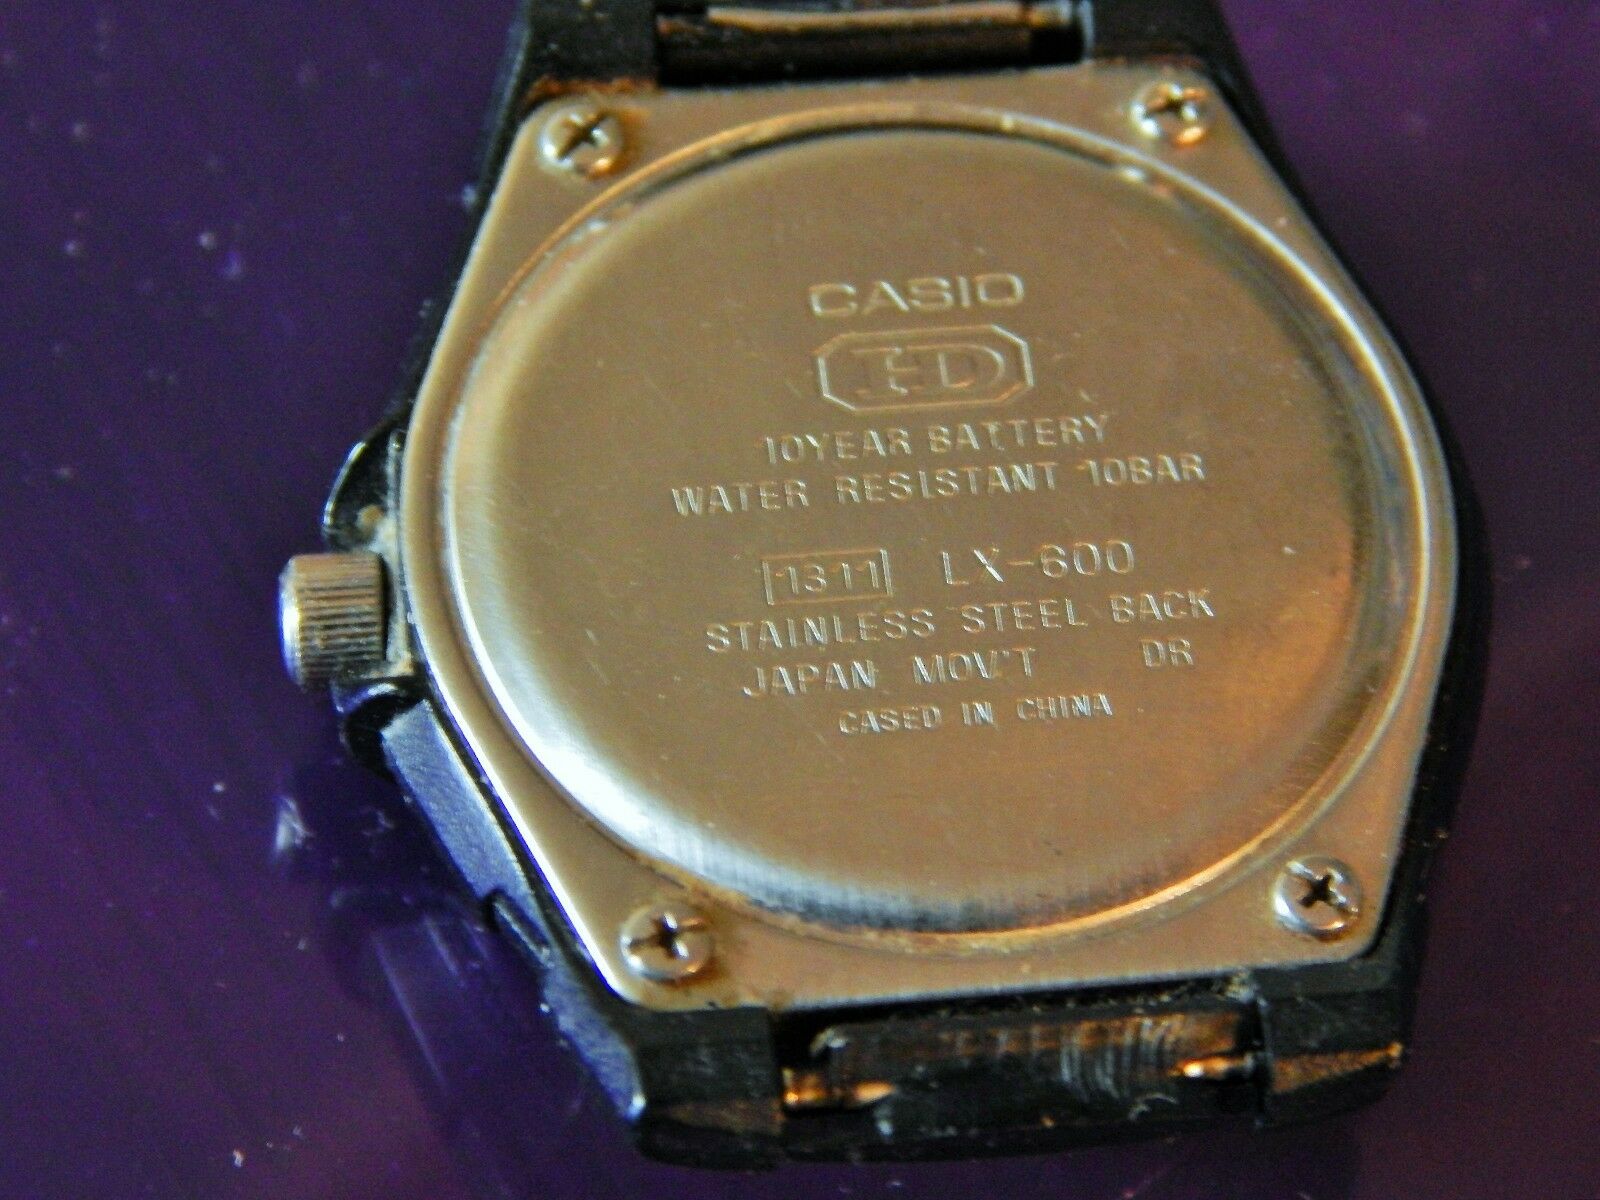 CASIO
HD
10YEAR BATTERY
WATER RESISTANT 10BAR
1311 LX-600
STAINLESS STEEL BACK
JAPAN MOV'T DR
CASED IN CHINA